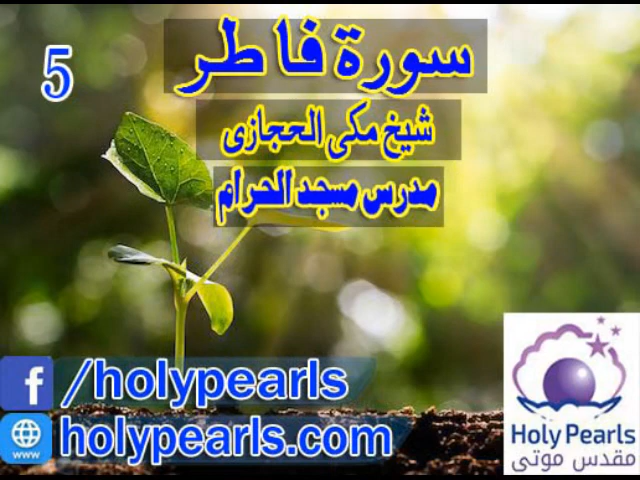 5
سورة فاطر
شیخ مکی الحجازی
مدرس مسجد الحرام
f /holypearls
www holypearls.com
Holy Pearls
مقدس موتی